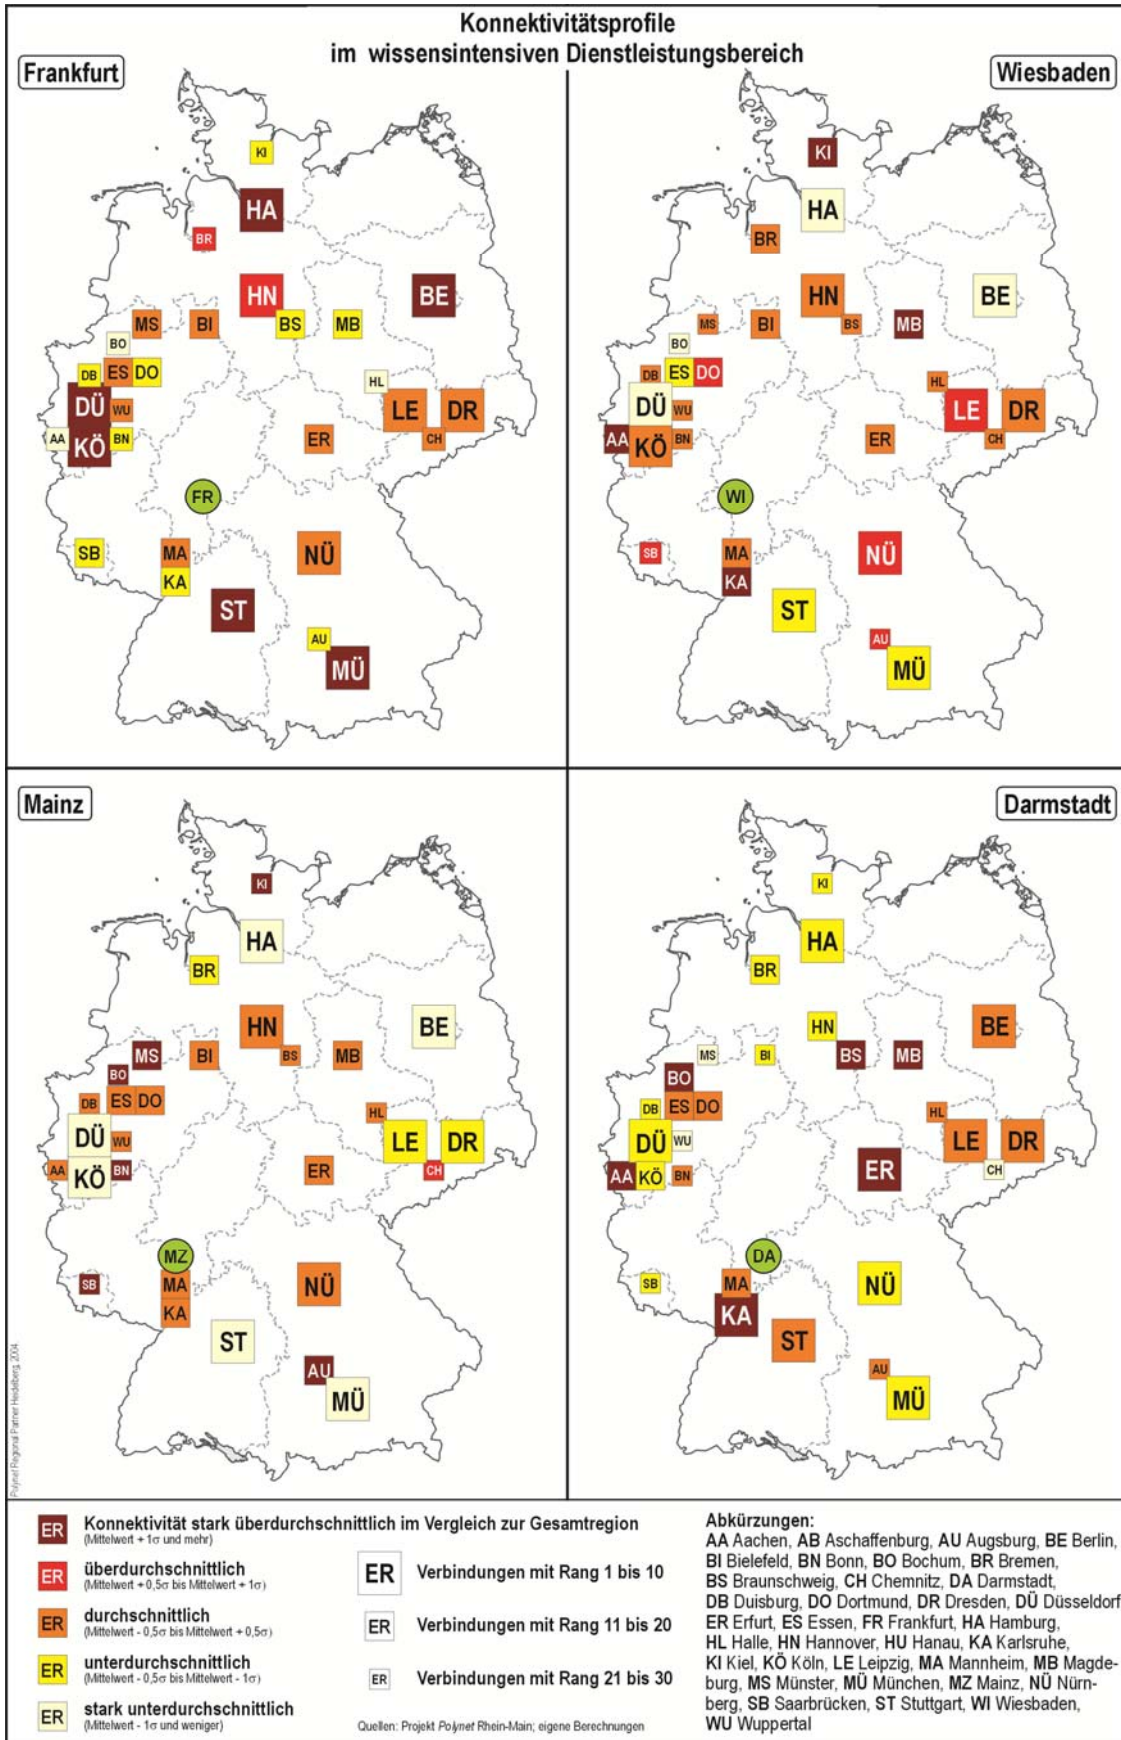 Konnektivitätsprofile
im wissensintensiven Dienstleistungsbereich
Frankfurt
KI
HA
BR
HN
BE
MS
BI
BS
MB
BO
DB
ES
DO
HL
DÜ
WU
LE
DR
AA
KÖ
BN
ER
CH
FR
SB
MA
NÜ
KA
ST
AU
MÜ
Wiesbaden
KI
HA
BR
HN
BE
MS
BI
BS
MB
BO
DB
ES
DO
HL
DÜ
WU
LE
DR
AA
KÖ
BN
ER
CH
WI
SB
MA
NÜ
KA
ST
AU
MÜ
Mainz
KI
HA
BR
HN
BE
MS
BI
BS
MB
BO
DB
ES
DO
HL
DÜ
WU
LE
DR
AA
KÖ
BN
ER
CH
MZ
SB
MA
NÜ
KA
ST
AU
MÜ
Darmstadt
KI
HA
BR
HN
BE
MS
BI
BS
MB
BO
DB
ES
DO
HL
DÜ
WU
LE
DR
AA
KÖ
BN
ER
CH
DA
SB
MA
NÜ
KA
ST
AU
MÜ
Polynet Regional Partner Heidelberg, 2004
ER Konnektivität stark überdurchschnittlich im Vergleich zur Gesamtregion
(Mittelwert + 1σ und mehr)
ER überdurchschnittlich
(Mittelwert + 0,5σ bis Mittelwert + 1σ)
ER durchschnittlich
(Mittelwert - 0,5σ bis Mittelwert + 0,5σ)
ER unterdurchschnittlich
(Mittelwert - 0,5σ bis Mittelwert - 1σ)
ER stark unterdurchschnittlich
(Mittelwert - 1σ und weniger)
ER Verbindungen mit Rang 1 bis 10
ER Verbindungen mit Rang 11 bis 20
ER Verbindungen mit Rang 21 bis 30
Quellen: Projekt Polynet Rhein-Main; eigene Berechnungen
Abkürzungen:
AA Aachen, AB Aschaffenburg, AU Augsburg, BE Berlin,
BI Bielefeld, BN Bonn, BO Bochum, BR Bremen,
BS Braunschweig, CH Chemnitz, DA Darmstadt,
DB Duisburg, DO Dortmund, DR Dresden, DÜ Düsseldorf
ER Erfurt, ES Essen, FR Frankfurt, HA Hamburg,
HL Halle, HN Hannover, HU Hanau, KA Karlsruhe,
KI Kiel, KÖ Köln, LE Leipzig, MA Mannheim, MB Magde-
burg, MS Münster, MÜ München, MZ Mainz, NÜ Nürn-
berg, SB Saarbrücken, ST Stuttgart, WI Wiesbaden,
WU Wuppertal